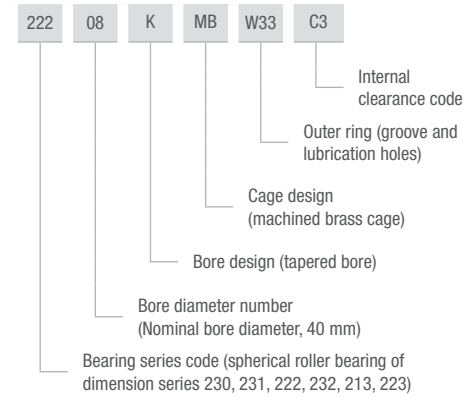 222 08 K MB W33 C3
Internal
clearance code
Outer ring (groove and
lubrication holes)
Cage design
(machined brass cage)
Bore design (tapered bore)
Bore diameter number
(Nominal bore diameter, 40 mm)
Bearing series code (spherical roller bearing of
dimension series 230, 231, 222, 232, 213, 223)